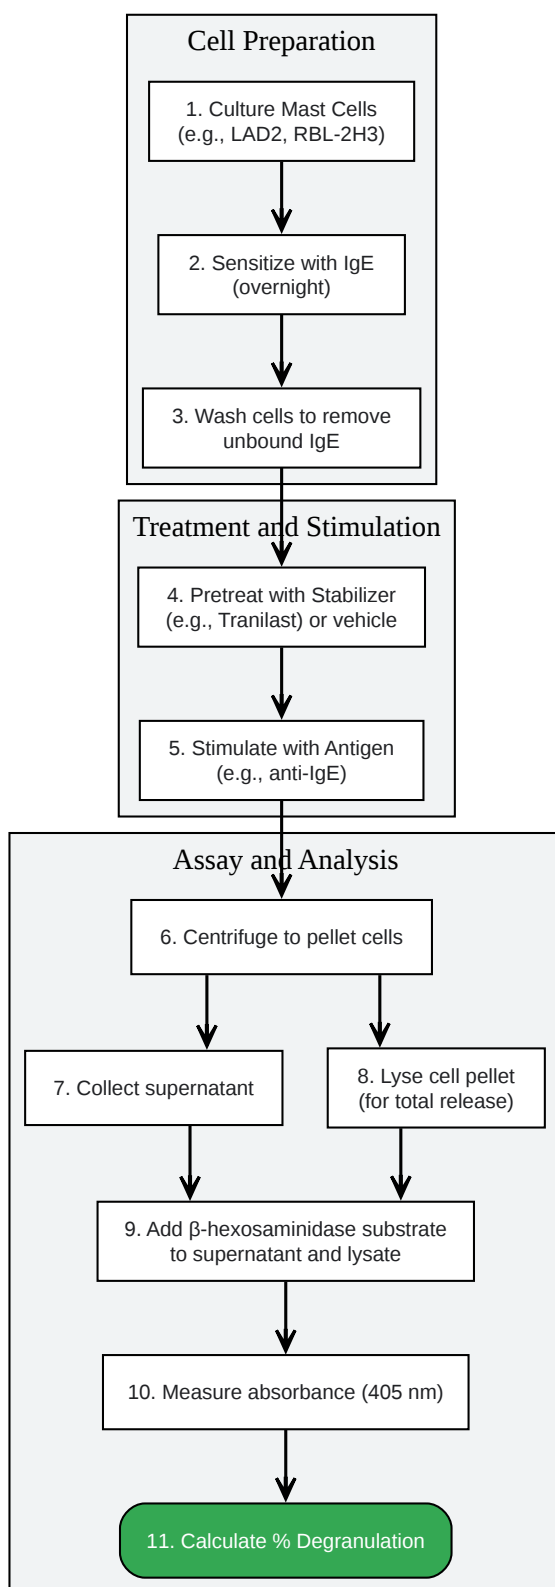 Cell Preparation
1. Culture Mast Cells
(e.g., LAD2, RBL-2H3)
2. Sensitize with IgE
(overnight)
3. Wash cells to remove
unbound IgE
Treatment and Stimulation
4. Pretreat with Stabilizer
(e.g., Tranilast) or vehicle
5. Stimulate with Antigen
(e.g., anti-IgE)
Assay and Analysis
6. Centrifuge to pellet cells
7. Collect supernatant
8. Lyse cell pellet
(for total release)
9. Add β-hexosaminidase substrate
to supernatant and lysate
10. Measure absorbance (405 nm)
11. Calculate % Degranulation